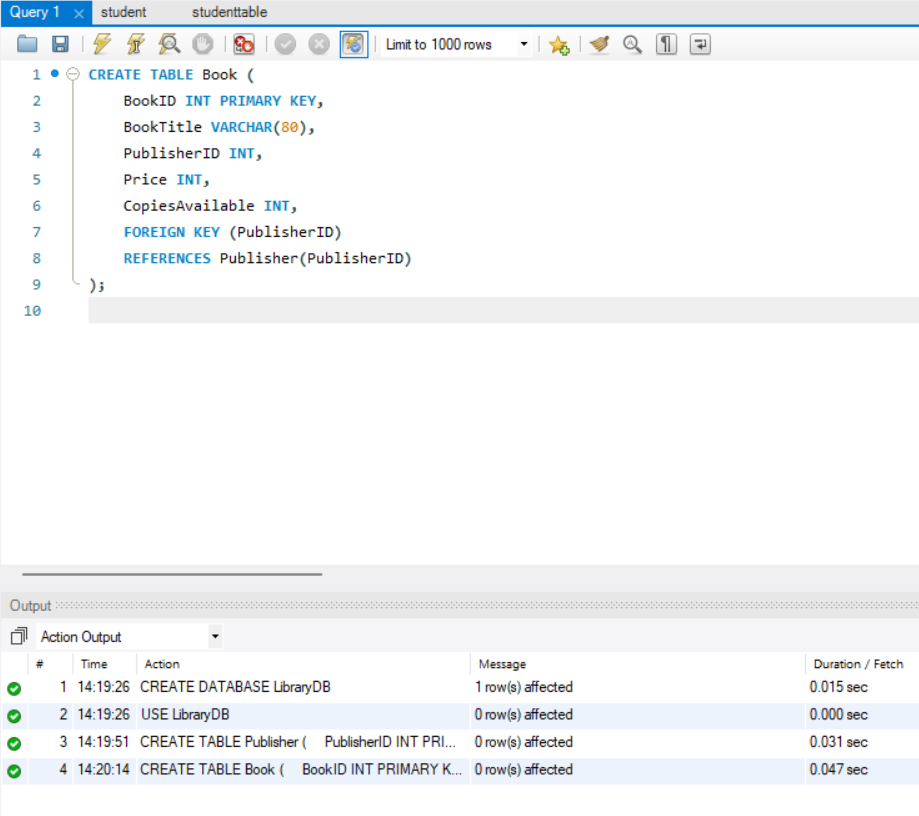 Query 1 × student studenttable
Limit to 1000 rows
1 CREATE TABLE Book (
2 BookID INT PRIMARY KEY,
3 BookTitle VARCHAR(80),
4 PublisherID INT,
5 Price INT,
6 CopiesAvailable INT,
7 FOREIGN KEY (PublisherID)
8 REFERENCES Publisher(PublisherID)
9 );
10
Output
Action Output
# Time Action Message Duration / Fetch
1 14:19:26 CREATE DATABASE LibraryDB 1 row(s) affected 0.015 sec
2 14:19:26 USE LibraryDB 0 row(s) affected 0.000 sec
3 14:19:51 CREATE TABLE Publisher ( PublisherID INT PRI... 0 row(s) affected 0.031 sec
4 14:20:14 CREATE TABLE Book ( BookID INT PRIMARY K... 0 row(s) affected 0.047 sec